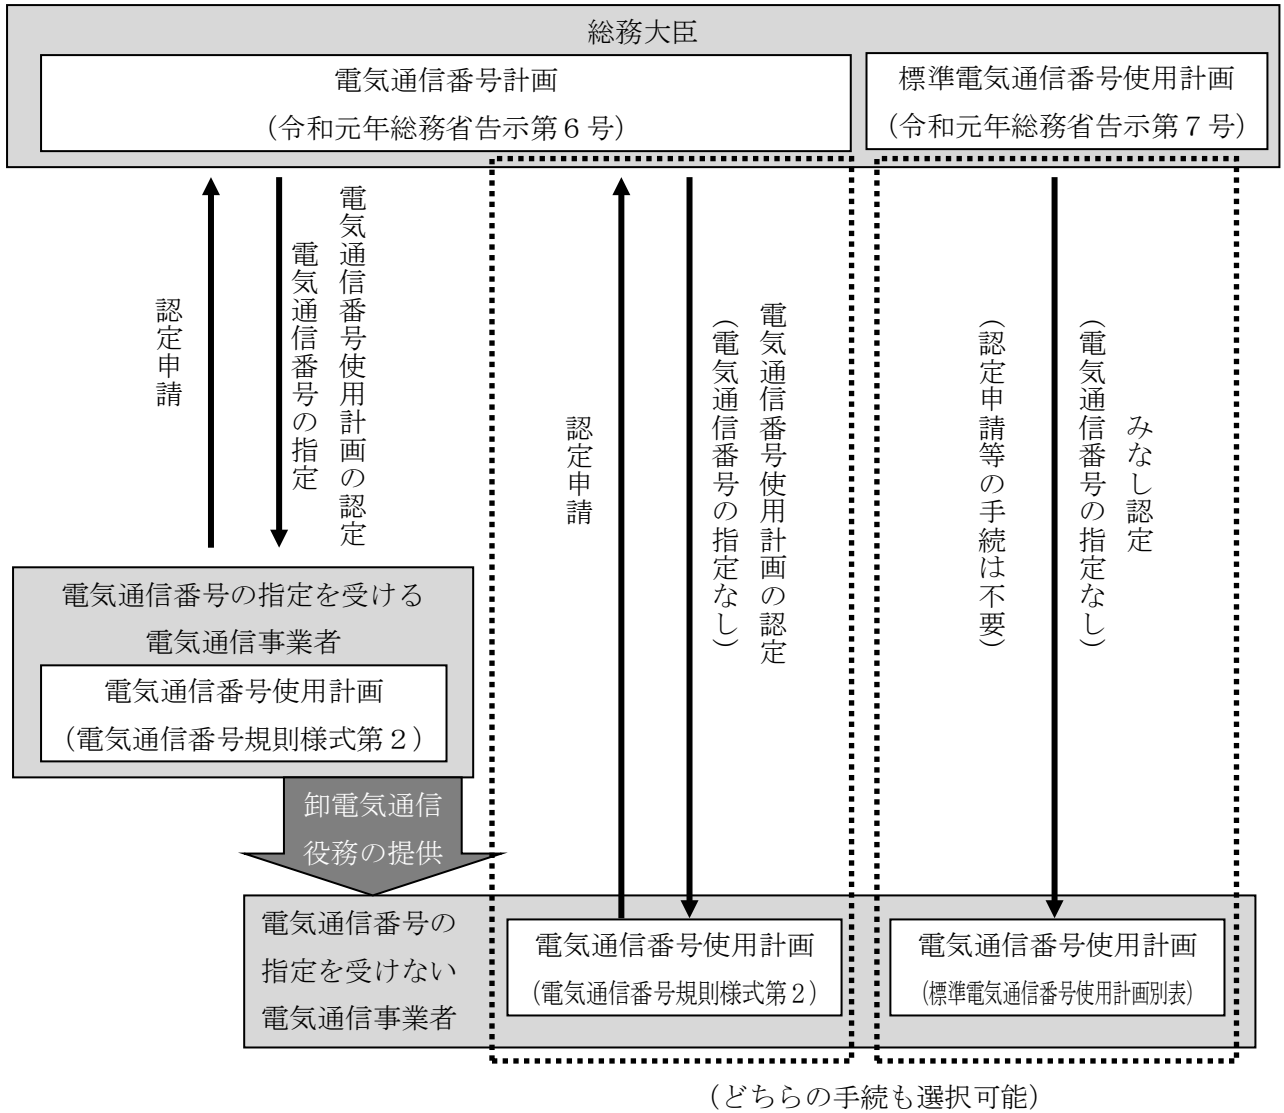 総務大臣
電気通信番号計画
（令和元年総務省告示第６号）
標準電気通信番号使用計画
（令和元年総務省告示第７号）
認定申請
電気通信番号使用計画の認定
電気通信番号の指定
認定申請
電気通信番号使用計画の認定
（電気通信番号の指定なし）
みなし認定
（電気通信番号の指定なし）
（認定申請等の手続は不要）
電気通信番号の指定を受ける
電気通信事業者
電気通信番号使用計画
（電気通信番号規則様式第２）
卸電気通信
役務の提供
電気通信番号の
指定を受けない
電気通信事業者
電気通信番号使用計画
（電気通信番号規則様式第２）
電気通信番号使用計画
（標準電気通信番号使用計画別表）
（どちらの手続も選択可能）